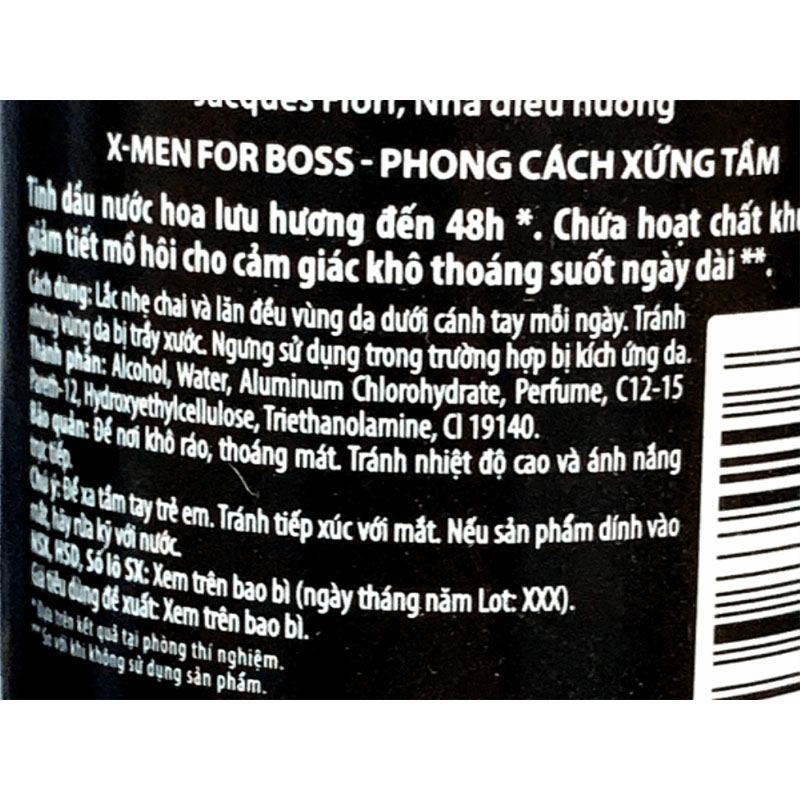 Jacques Fiori, Nhà điều hương
X-MEN FOR BOSS - PHONG CÁCH XỨNG TẦM
Tinh dầu nước hoa lưu hương đến 48h *. Chứa hoạt chất khử
giảm tiết mồ hôi cho cảm giác khô thoáng suốt ngày dài **.
Cách dùng: Lắc nhẹ chai và lăn đều vùng da dưới cánh tay mỗi ngày. Tránh
những vùng da bị trầy xước. Ngưng sử dụng trong trường hợp bị kích ứng da.
Thành phần: Alcohol, Water, Aluminum Chlorohydrate, Perfume, C12-15
Pareth-12, Hydroxyethylcellulose, Triethanolamine, CI 19140.
Bảo quản: Để nơi khô ráo, thoáng mát. Tránh nhiệt độ cao và ánh nắng
trực tiếp.
Chú ý: Để xa tầm tay trẻ em. Tránh tiếp xúc với mắt. Nếu sản phẩm dính vào
mắt, hãy rửa kỹ với nước.
NSX, HSD, Số lô SX: Xem trên bao bì (ngày tháng năm Lot: XXX).
Giá tiêu dùng đề xuất: Xem trên bao bì.
* Dựa trên kết quả tại phòng thí nghiệm.
** So với khi không sử dụng sản phẩm.